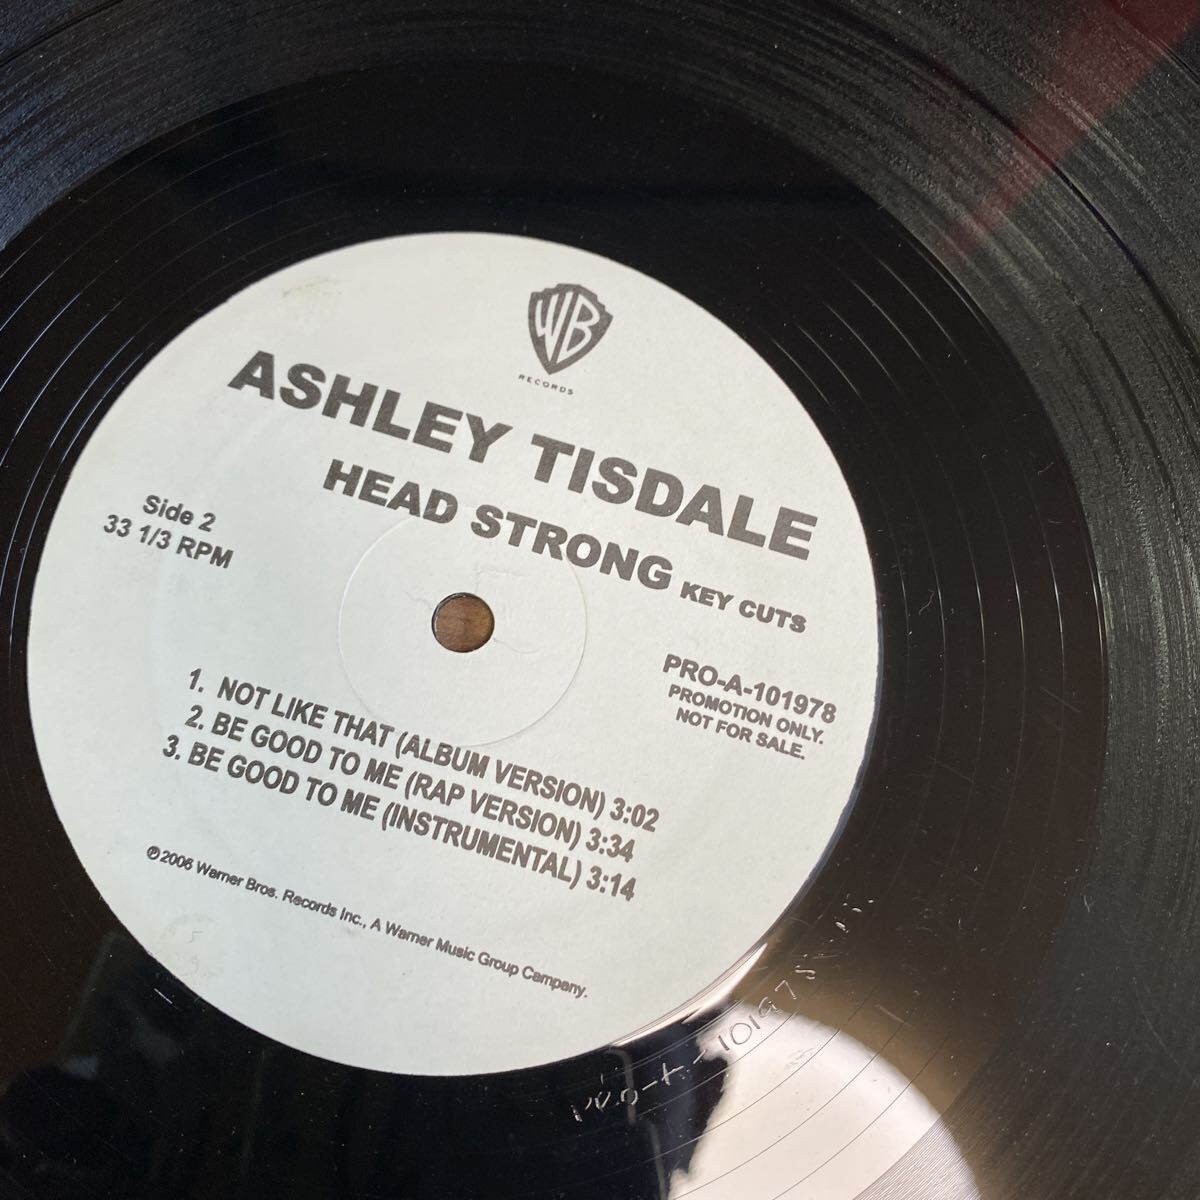 WB
RECORDS
ASHLEY TISDALE
HEAD STRONG KEY CUTS
Side 2
33 1/3 RPM
PRO-A-101978
PROMOTION ONLY.
NOT FOR SALE.
1. NOT LIKE THAT (ALBUM VERSION) 3:02
2. BE GOOD TO ME (RAP VERSION) 3:34
3. BE GOOD TO ME (INSTRUMENTAL) 3:14
℗2006 Warner Bros. Records Inc., A Warner Music Group Company.